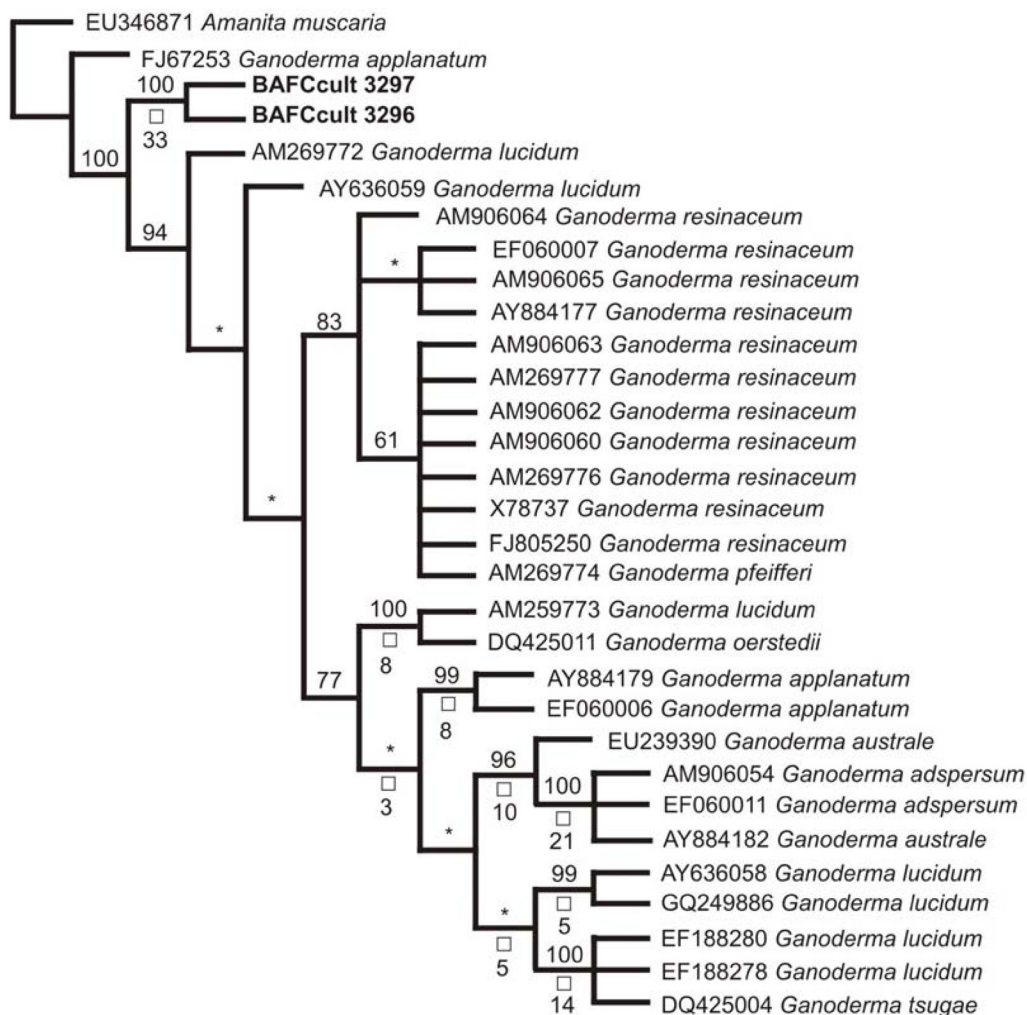 EU346871 Amanita muscaria
FJ67253 Ganoderma applanatum
100 BAFCcult 3297
BAFCcult 3296
33
100
AM269772 Ganoderma lucidum
AY636059 Ganoderma lucidum
94
AM906064 Ganoderma resinaceum
EF060007 Ganoderma resinaceum
*
AM906065 Ganoderma resinaceum
AY884177 Ganoderma resinaceum
* 83
AM906063 Ganoderma resinaceum
AM269777 Ganoderma resinaceum
AM906062 Ganoderma resinaceum
61 AM906060 Ganoderma resinaceum
AM269776 Ganoderma resinaceum
*
X78737 Ganoderma resinaceum
FJ805250 Ganoderma resinaceum
AM269774 Ganoderma pfeifferi
100 AM259773 Ganoderma lucidum
DQ425011 Ganoderma oerstedii
8
77 99 AY884179 Ganoderma applanatum
EF060006 Ganoderma applanatum
8
EU239390 Ganoderma australe
* 96
AM906054 Ganoderma adspersum
3 100
EF060011 Ganoderma adspersum
10
AY884182 Ganoderma australe
* 21
99 AY636058 Ganoderma lucidum
GQ249886 Ganoderma lucidum
* 5
EF188280 Ganoderma lucidum
5 100
EF188278 Ganoderma lucidum
14 DQ425004 Ganoderma tsugae